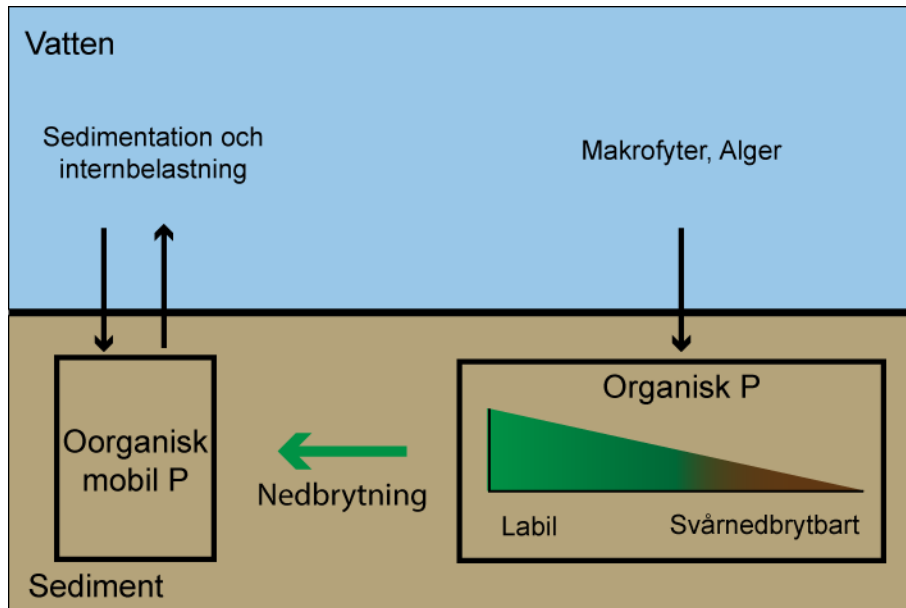 Vatten
Sedimentation och
internbelastning
Makrofyter, Alger
Organisk P
Oorganisk
mobil P
Nedbrytning
Labil
Svårnedbrytbart
Sediment